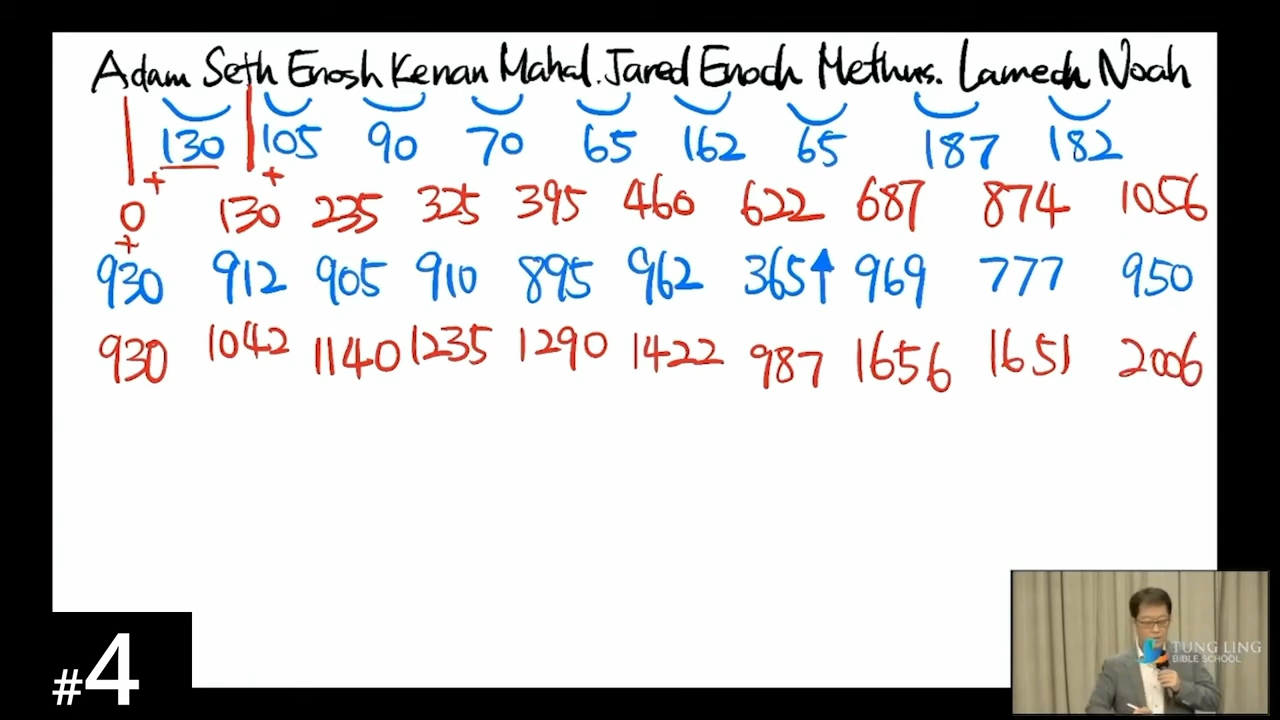 Adam Seth Enosh Kenan Mahal. Jared Enoch Methus. Lamech Noah
130 105 90 70 65 162 65 187 182
+ +
0 130 235 325 395 460 622 687 874 1056
+
930 912 905 910 895 962 365↑ 969 777 950
930 1042 1140 1235 1290 1422 987 1656 1651 2006
#4
TUNG LING
BIBLE SCHOOL